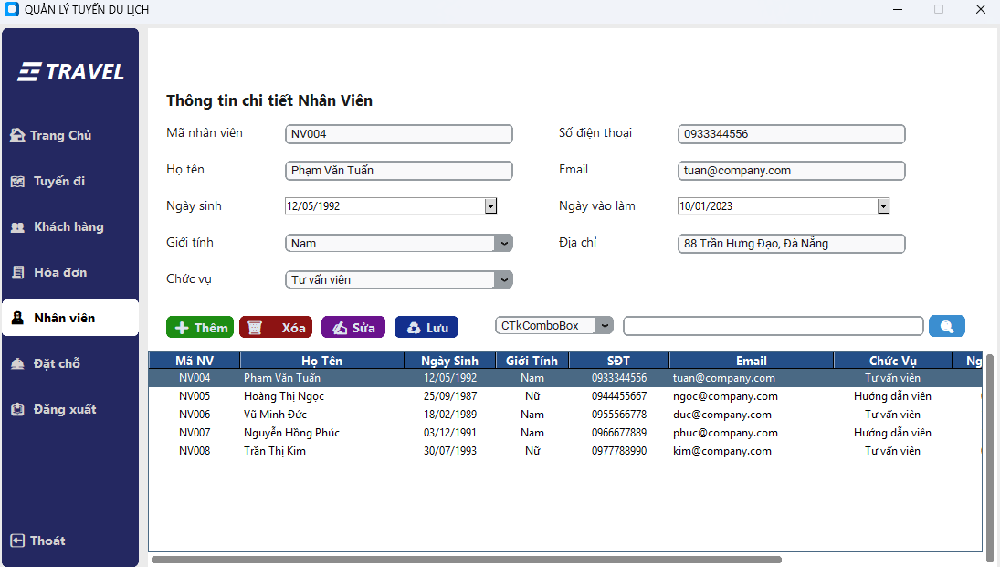 QUẢN LÝ TUYẾN DU LỊCH
TRAVEL
Trang Chủ
Tuyến đi
Khách hàng
Hóa đơn
Nhân viên
Đặt chỗ
Đăng xuất
Thoát
Thông tin chi tiết Nhân Viên
Mã nhân viên NV004 Số điện thoại 0933344556
Họ tên Phạm Văn Tuấn Email tuan@company.com
Ngày sinh 12/05/1992 Ngày vào làm 10/01/2023
Giới tính Nam Địa chỉ 88 Trần Hưng Đạo, Đà Nẵng
Chức vụ Tư vấn viên
Thêm Xóa Sửa Lưu CTkComboBox
Mã NV Họ Tên Ngày Sinh Giới Tính SĐT Email Chức Vụ Ng
NV004 Phạm Văn Tuấn 12/05/1992 Nam 0933344556 tuan@company.com Tư vấn viên
NV005 Hoàng Thị Ngọc 25/09/1987 Nữ 0944455667 ngoc@company.com Hướng dẫn viên
NV006 Vũ Minh Đức 18/02/1989 Nam 0955566778 duc@company.com Tư vấn viên
NV007 Nguyễn Hồng Phúc 03/12/1991 Nam 0966677889 phuc@company.com Hướng dẫn viên
NV008 Trần Thị Kim 30/07/1993 Nữ 0977788990 kim@company.com Tư vấn viên